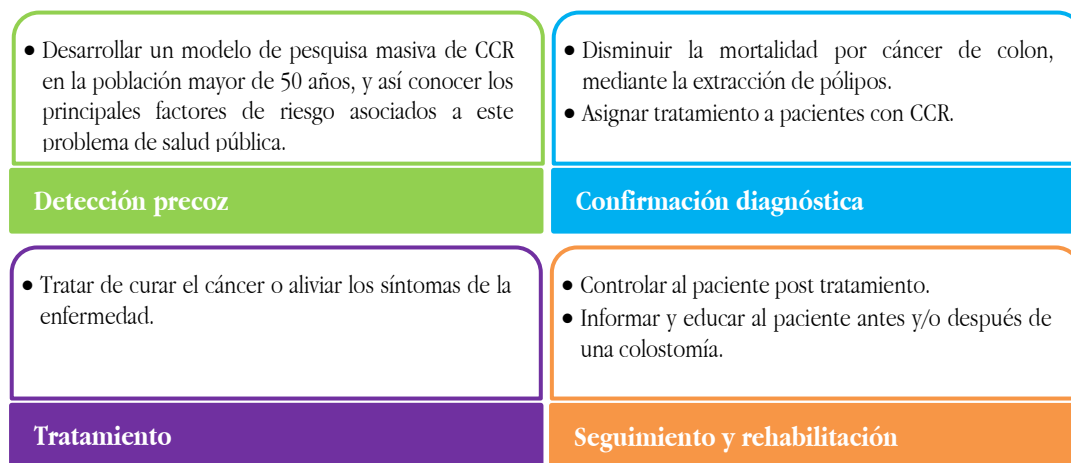 • Desarrollar un modelo de pesquisa masiva de CCR
en la población mayor de 50 años, y así conocer los
principales factores de riesgo asociados a este
problema de salud pública.
Detección precoz
• Disminuir la mortalidad por cáncer de colon,
mediante la extracción de pólipos.
• Asignar tratamiento a pacientes con CCR.
Confirmación diagnóstica
• Tratar de curar el cáncer o aliviar los síntomas de la
enfermedad.
Tratamiento
• Controlar al paciente post tratamiento.
• Informar y educar al paciente antes y/o después de
una colostomía.
Seguimiento y rehabilitación